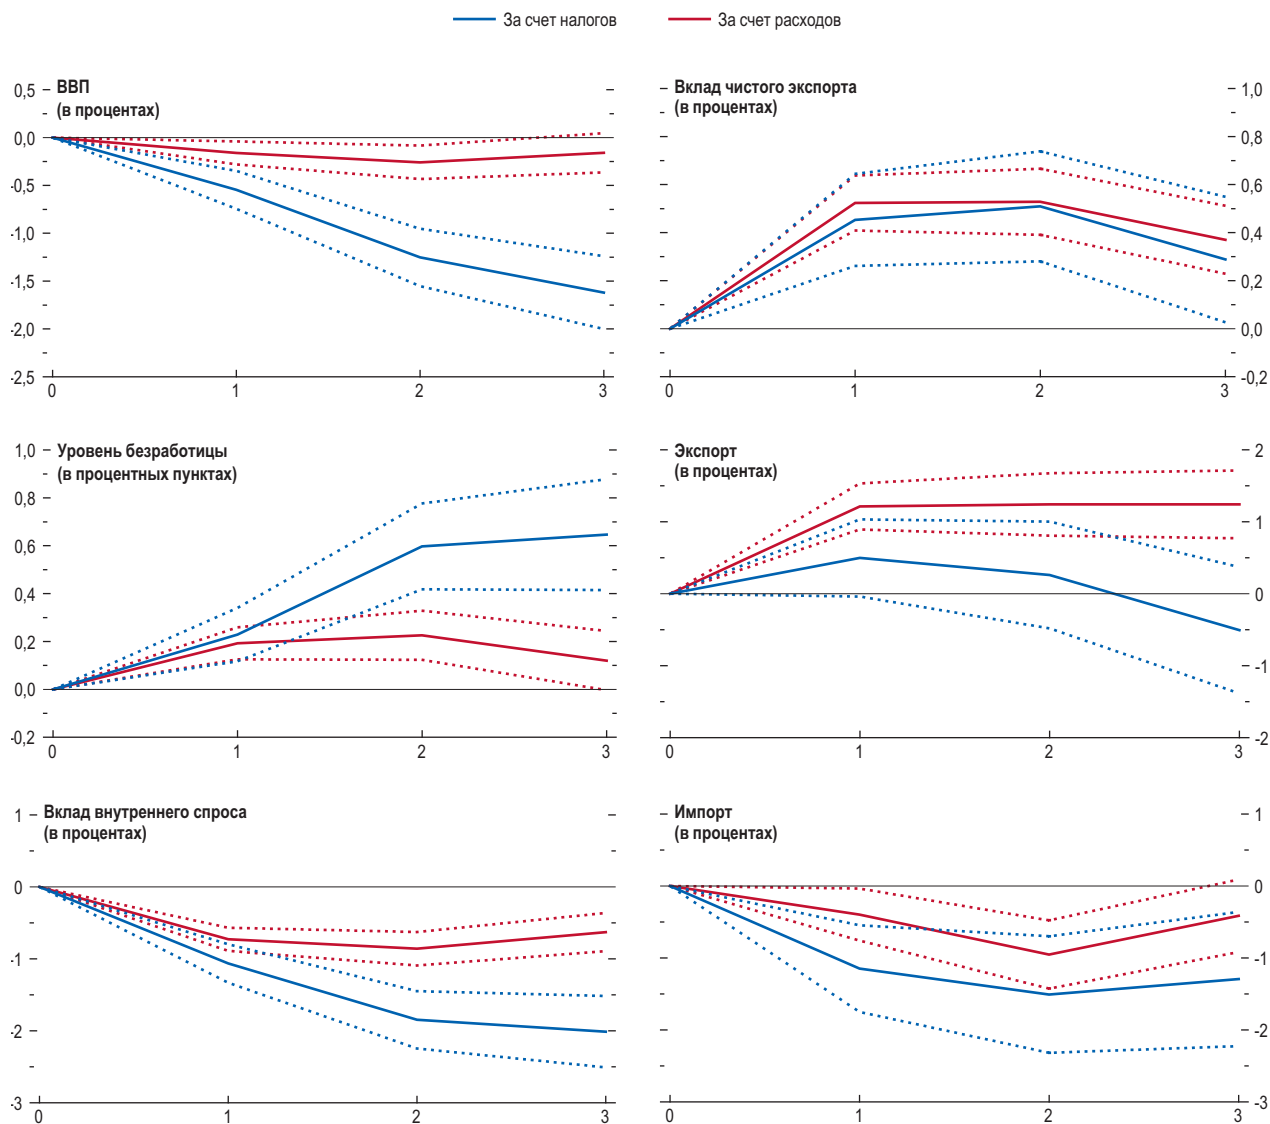 За счет налогов За счет расходов
ВВП
(в процентах)
0,5
0,0
-0,5
-1,0
-1,5
-2,0
-2,5
0 1 2 3
Вклад чистого экспорта
(в процентах)
1,0
0,8
0,6
0,4
0,2
0,0
-0,2
0 1 2 3
Уровень безработицы
(в процентных пунктах)
1,0
0,8
0,6
0,4
0,2
0,0
-0,2
0 1 2 3
Экспорт
(в процентах)
2
1
0
-1
-2
0 1 2 3
Вклад внутреннего спроса
(в процентах)
1
0
-1
-2
-3
0 1 2 3
Импорт
(в процентах)
1
0
-1
-2
-3
0 1 2 3